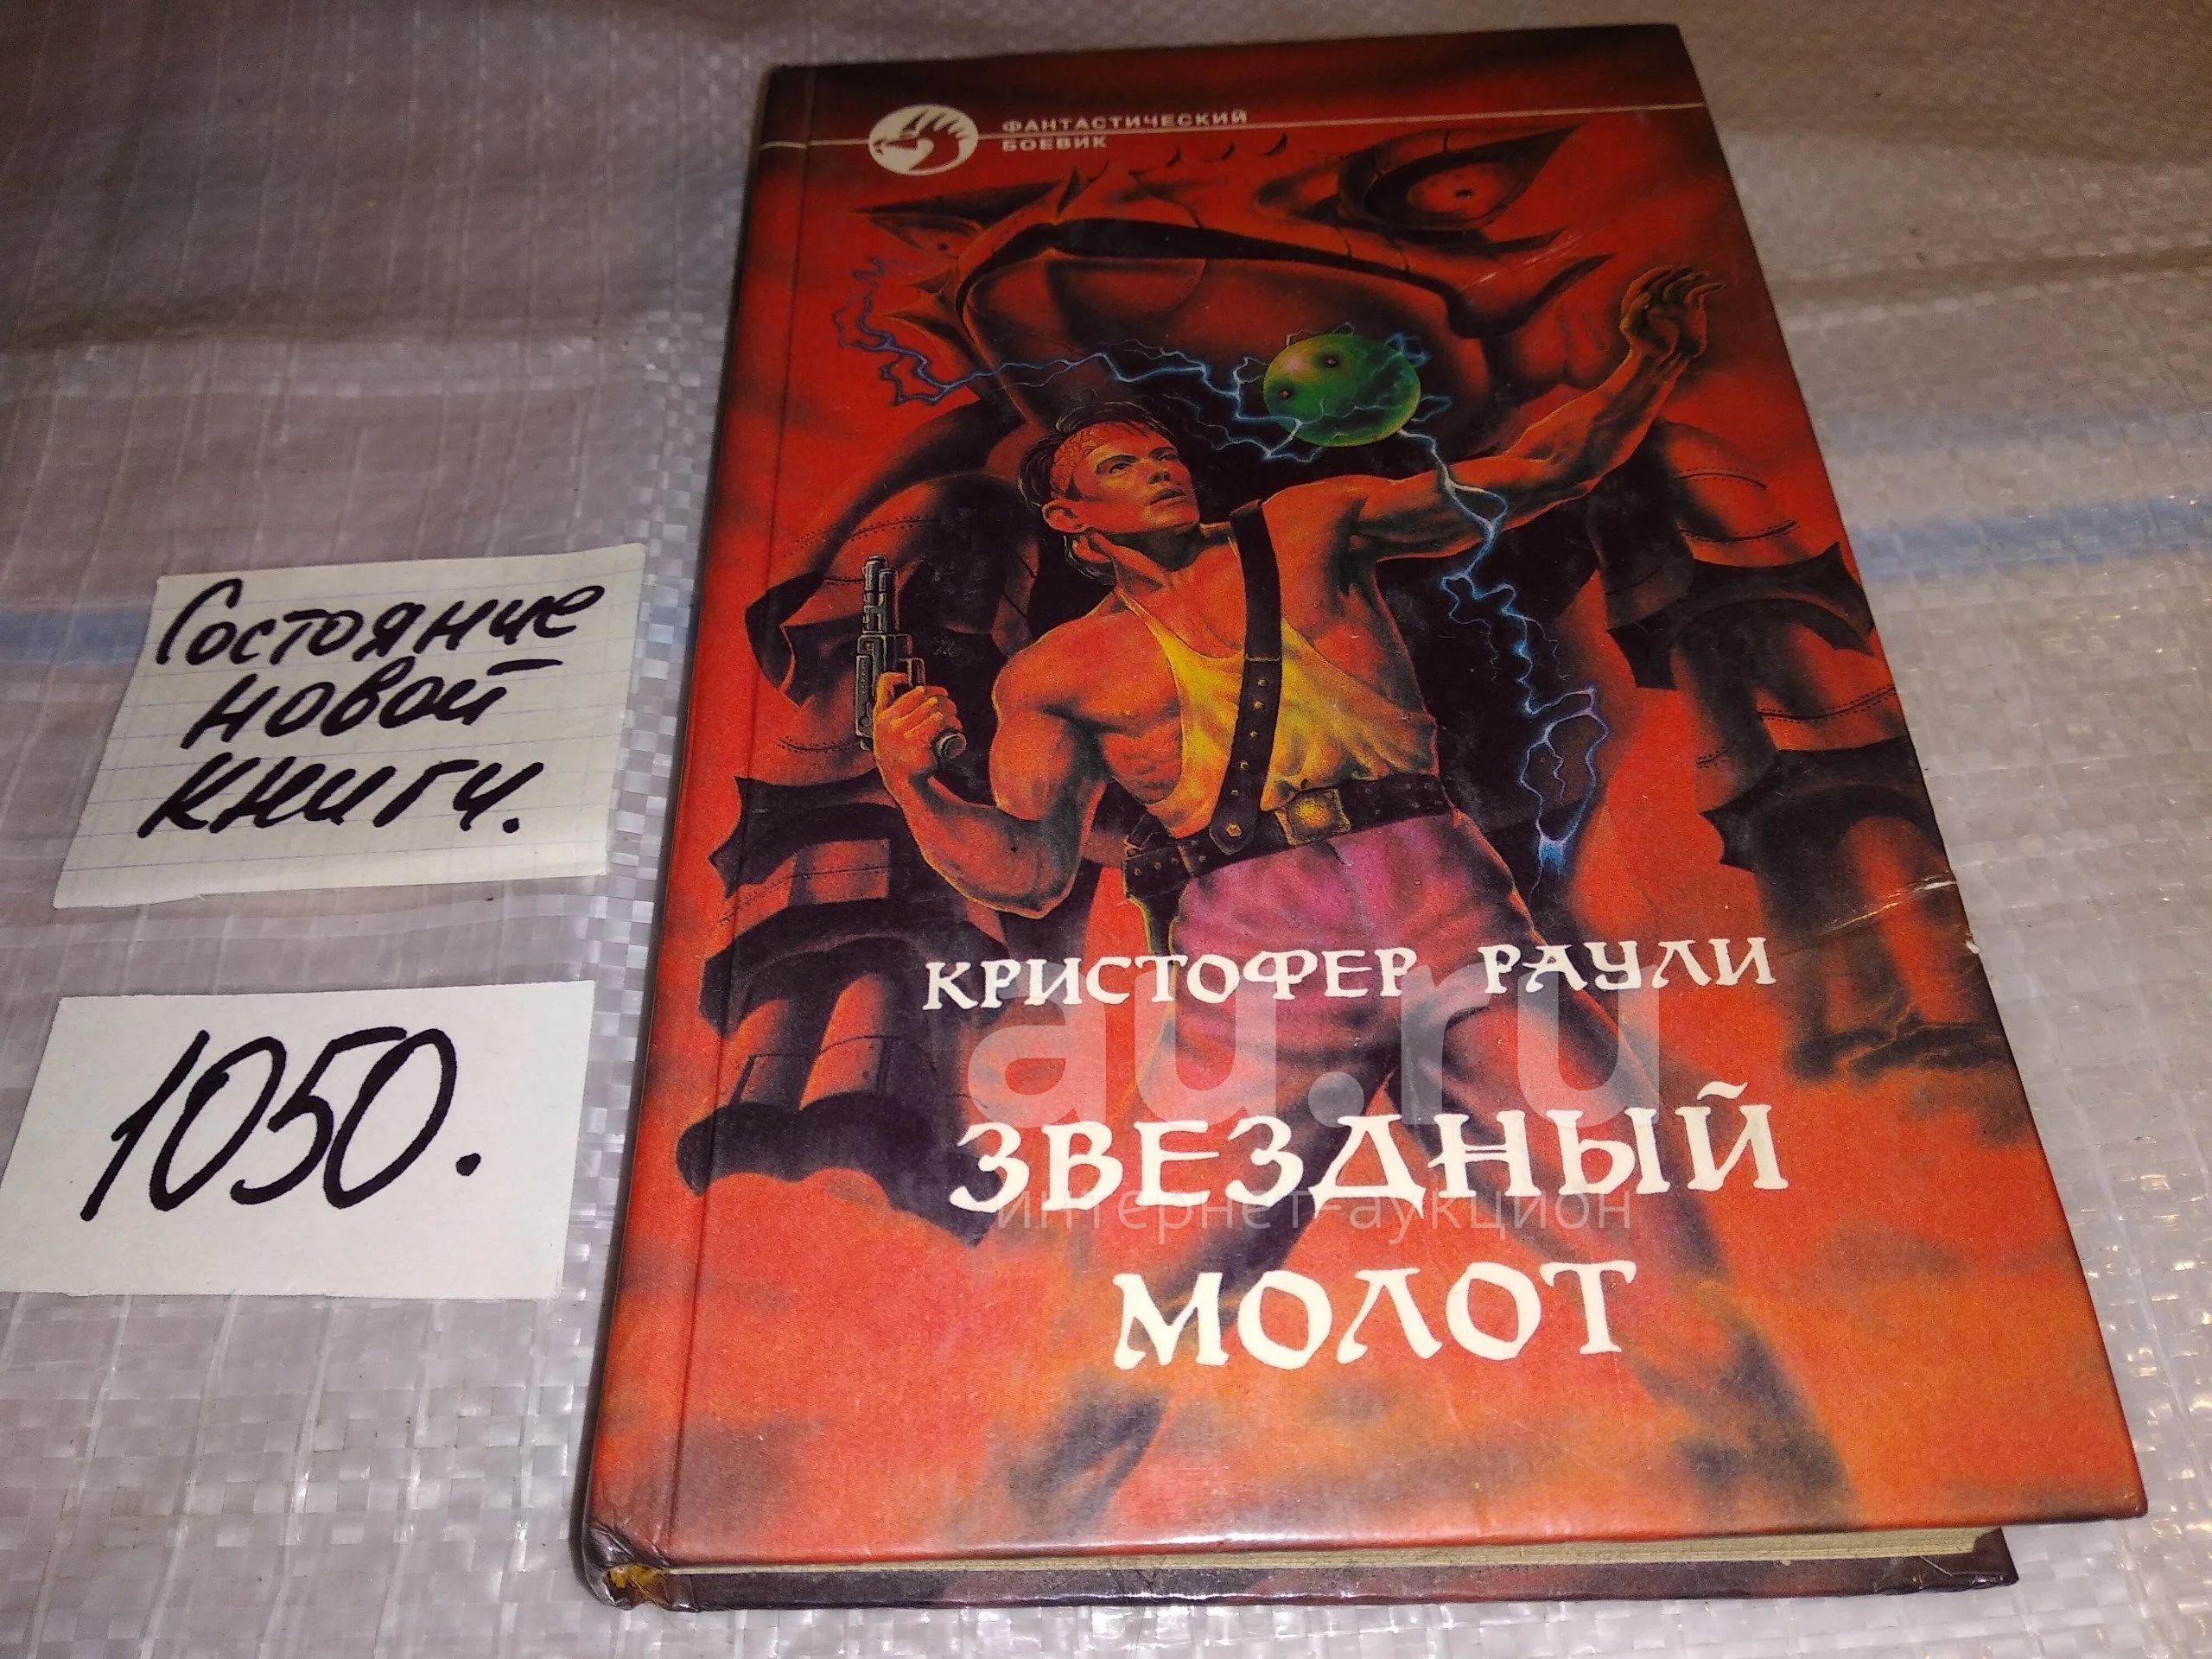 ФАНТАСТИЧЕСКИЙ
БОЕВИК
Состояние
новой
книги.
1050.
КРИСТОФЕР РАУЛИ
au.ru
ЗВЕЗДНЫЙ
интернет-аукцион
МОЛОТ